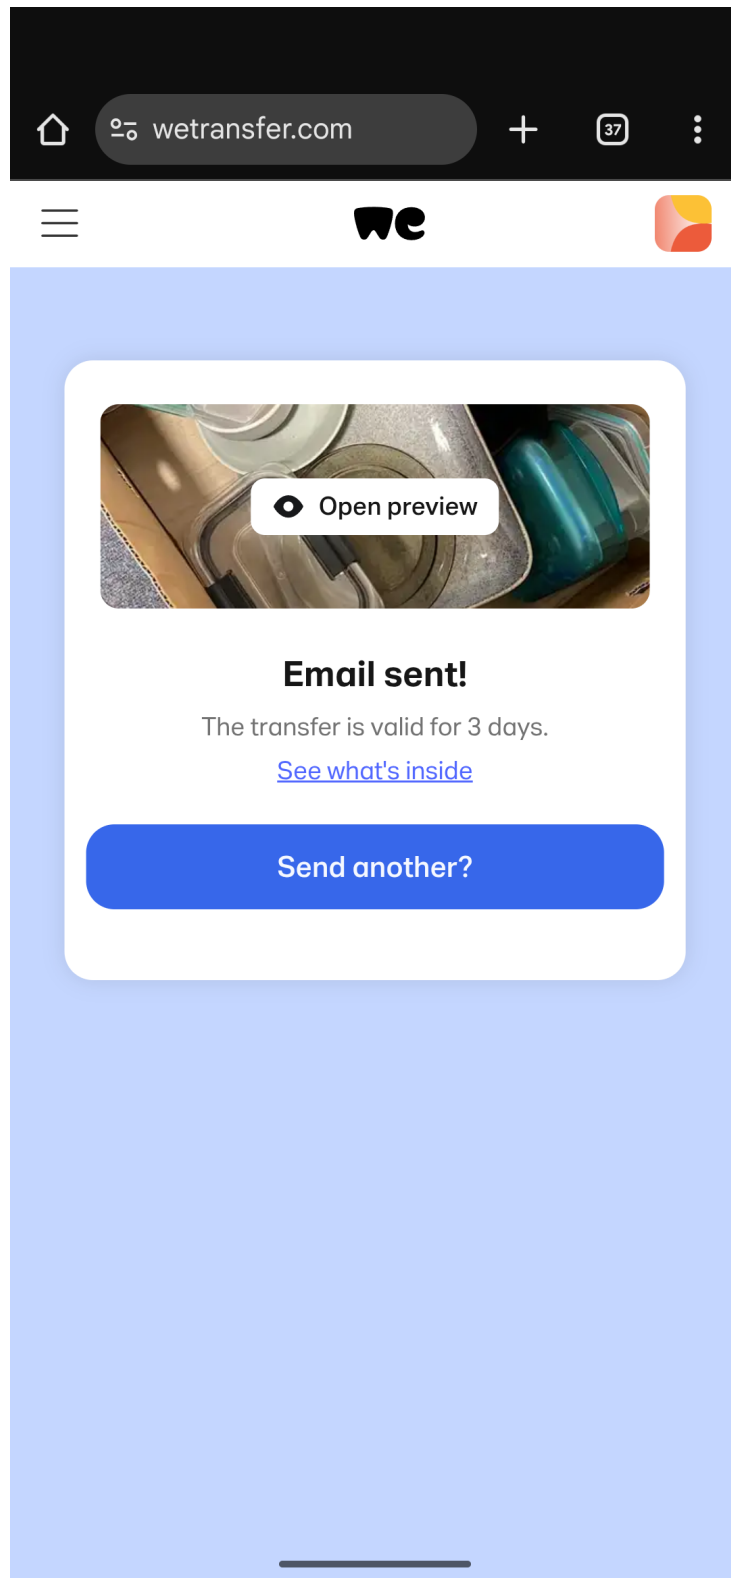 wetransfer.com
37
we
Open preview
Email sent!
The transfer is valid for 3 days.
See what's inside
Send another?